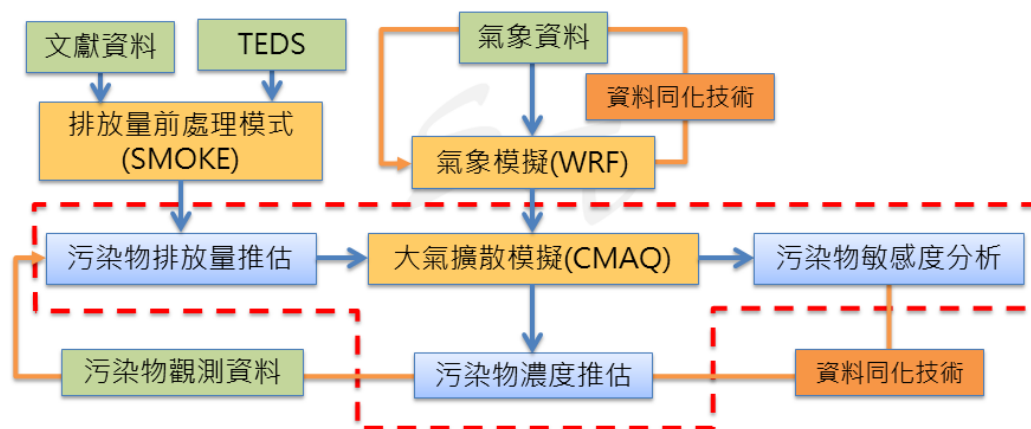 文獻資料
TEDS
氣象資料
資料同化技術
排放量前處理模式
(SMOKE)
氣象模擬(WRF)
污染物排放量推估
大氣擴散模擬(CMAQ)
污染物敏感度分析
污染物觀測資料
污染物濃度推估
資料同化技術